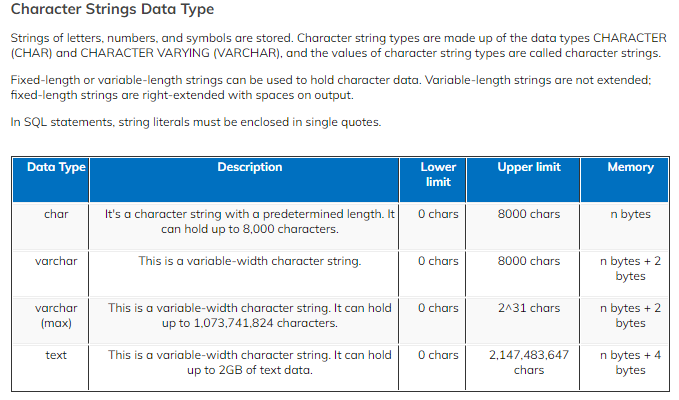 Character Strings Data Type
Strings of letters, numbers, and symbols are stored. Character string types are made up of the data types CHARACTER
(CHAR) and CHARACTER VARYING (VARCHAR), and the values of character string types are called character strings.
Fixed-length or variable-length strings can be used to hold character data. Variable-length strings are not extended;
fixed-length strings are right-extended with spaces on output.
In SQL statements, string literals must be enclosed in single quotes.
Data Type Description Lower limit Upper limit Memory
char It's a character string with a predetermined length. It can hold up to 8,000 characters. 0 chars 8000 chars n bytes
varchar This is a variable-width character string. 0 chars 8000 chars n bytes + 2 bytes
varchar (max) This is a variable-width character string. It can hold up to 1,073,741,824 characters. 0 chars 2^31 chars n bytes + 2 bytes
text This is a variable-width character string. It can hold up to 2GB of text data. 0 chars 2,147,483,647 chars n bytes + 4 bytes